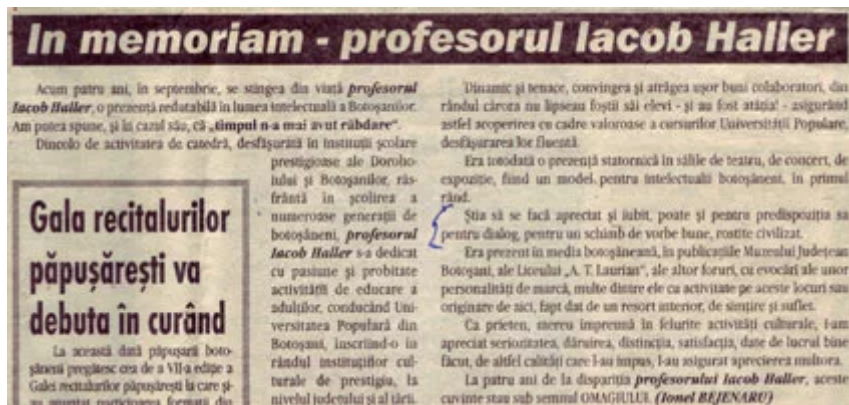 In memoriam - profesorul Iacob Haller
Acum patru ani, în septembrie, se stingea din viață profesorul
Iacob Haller, o prezență redutabilă în lumea intelectuală a Botoșanilor.
Am putea spune, și în cazul său, că „timpul n-a mai avut răbdare".
Dincolo de activitatea de catedră, desfășurată în instituții școlare
prestigioase ale Doroho-
iului și Botoșanilor, răs-
frântă în școlirea a
numeroase generații de
botoșăneni, profesorul
Iacob Haller s-a dedicat
cu pasiune și probitate
activității de educare a
adulților, conducând Uni-
versitatea Populară din
Botoșani, înscriind-o în
rândul instituțiilor cul-
turale de prestigiu, la
nivelul județului și al țării.
Gala recitalurilor
păpușărești va
debuta în curând
La această dată păpușarii boto-
șăneni pregătesc cea de a VII-a ediție a
Galei recitalurilor păpușărești la care și-
au anunțat participarea formații din
Dinamic și tenace, convingea și atrăgea ușor buni colaboratori, din
rândul cărora nu lipseau foștii săi elevi - și au fost atâția! - asigurând
astfel acoperirea cu cadre valoroase a cursurilor Universității Populare,
desfășurarea lor fluentă.
Era totodată o prezență statornică în sălile de teatru, de concert, de
expoziție, fiind un model, pentru intelectualii botoșăneni, în primul
rând.
Știa să se facă apreciat și iubit, poate și pentru predispoziția sa
pentru dialog, pentru un schimb de vorbe bune, rostite civilizat.
Era prezent în media botoșăneană, în publicațiile Muzeului Județean
Botoșani, ale Liceului „A. T. Laurian", ale altor foruri, cu evocări ale unor
personalități de marcă, multe dintre ele cu activitate pe aceste locuri sau
originare de aici, fapt dat de un resort interior, de simțire și suflet.
Ca prieten, mereu împreună în felurite activități culturale, l-am
apreciat seriozitatea, dăruirea, distincția, satisfacția, date de lucrul bine
făcut, de altfel calități care l-au impus, l-au asigurat aprecierea multora.
La patru ani de la dispariția profesorului Iacob Haller, aceste
cuvinte stau sub semnul OMAGIULUI. (Ionel BEJENARU)